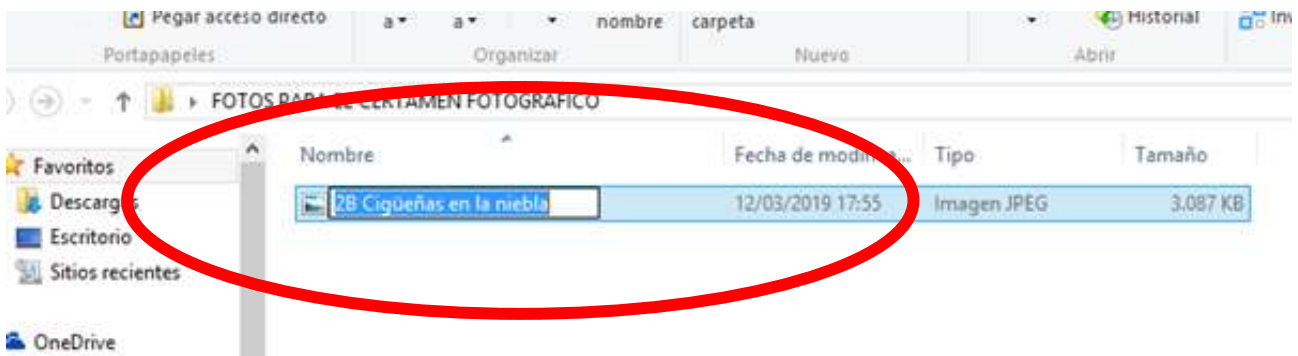 Pegar acceso directo
a a nombre carpeta Historial
Portapapeles Organizar Nuevo Abrir
FOTOS PARA EL CERTAMEN FOTOGRAFICO
Nombre Fecha de modifica... Tipo Tamaño
Favoritos
2B Cigüeñas en la niebla 12/03/2019 17:55 Imagen JPEG 3.087 KB
Descargas
Escritorio
Sitios recientes
OneDrive